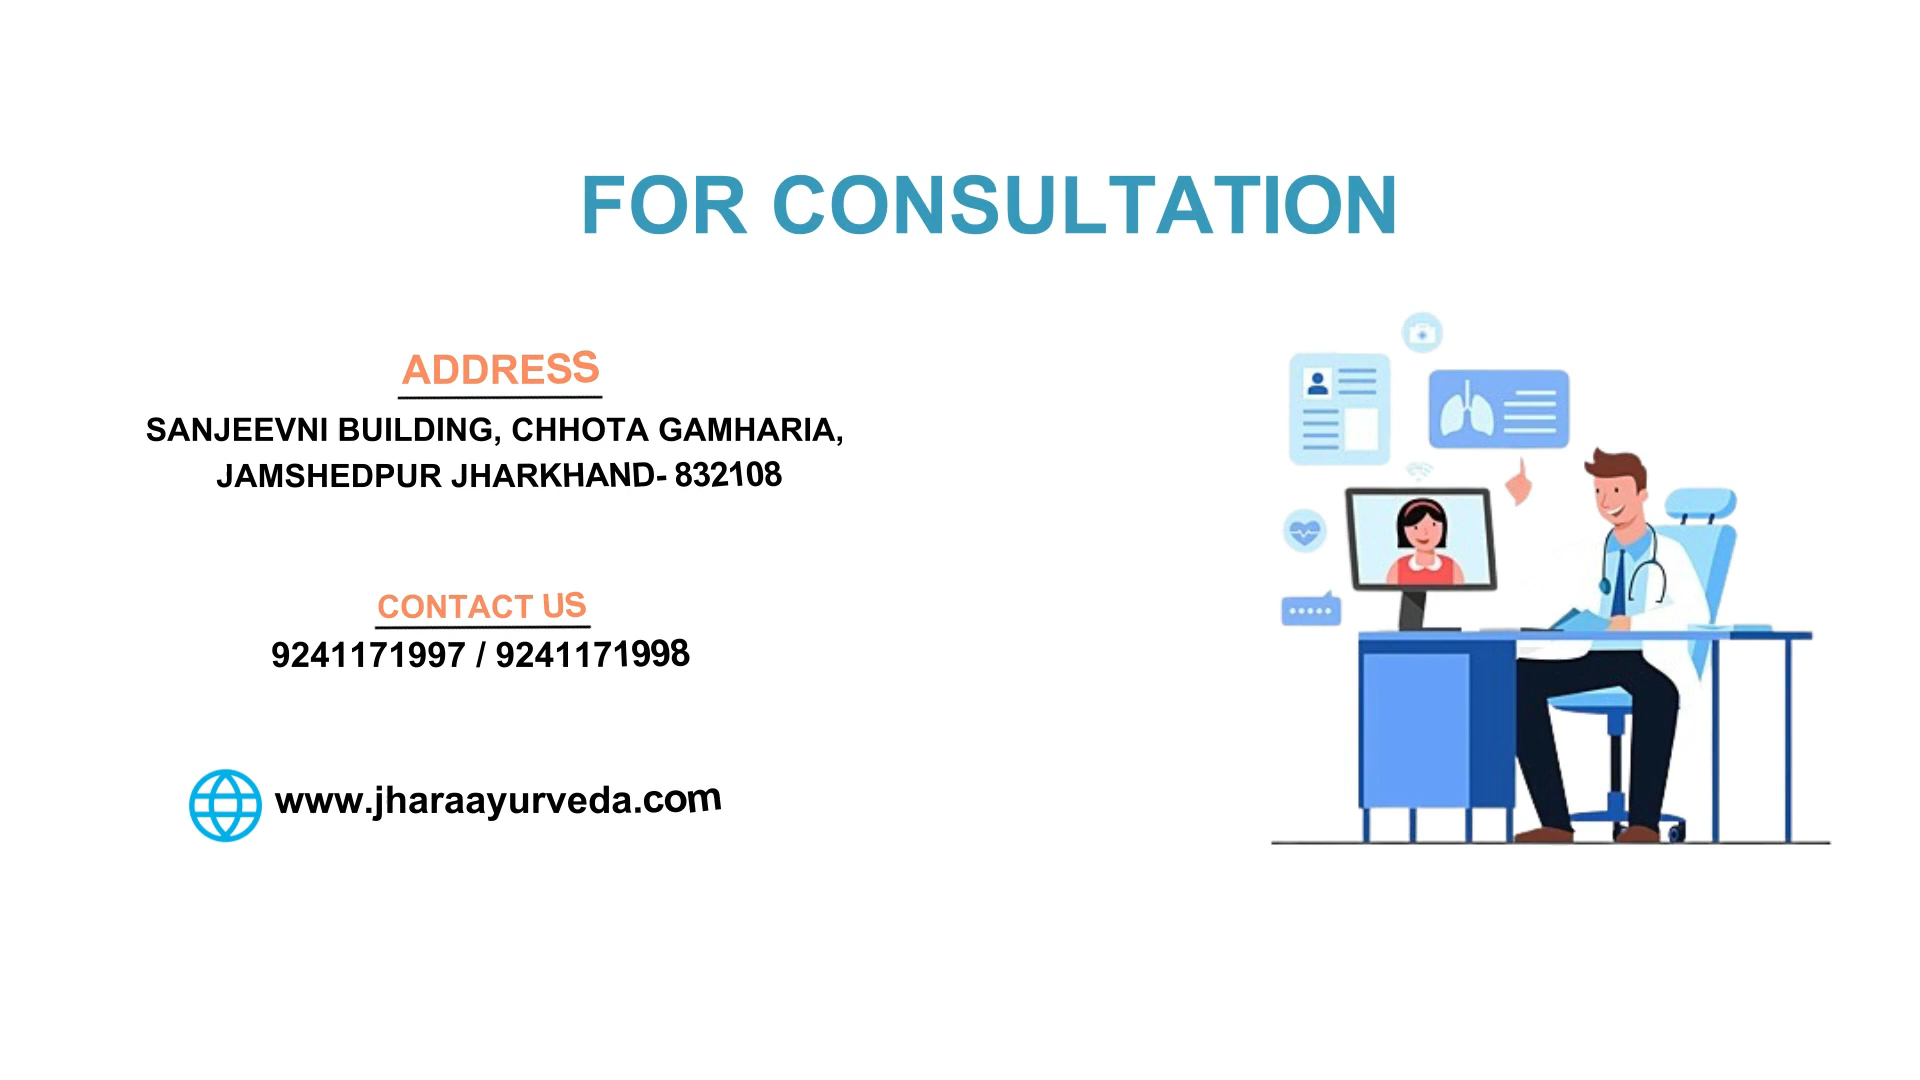 FOR CONSULTATION
ADDRESS
SANJEEVNI BUILDING, CHHOTA GAMHARIA,
JAMSHEDPUR JHARKHAND- 832108
CONTACT US
9241171997 / 9241171998
www.jharaayurveda.com